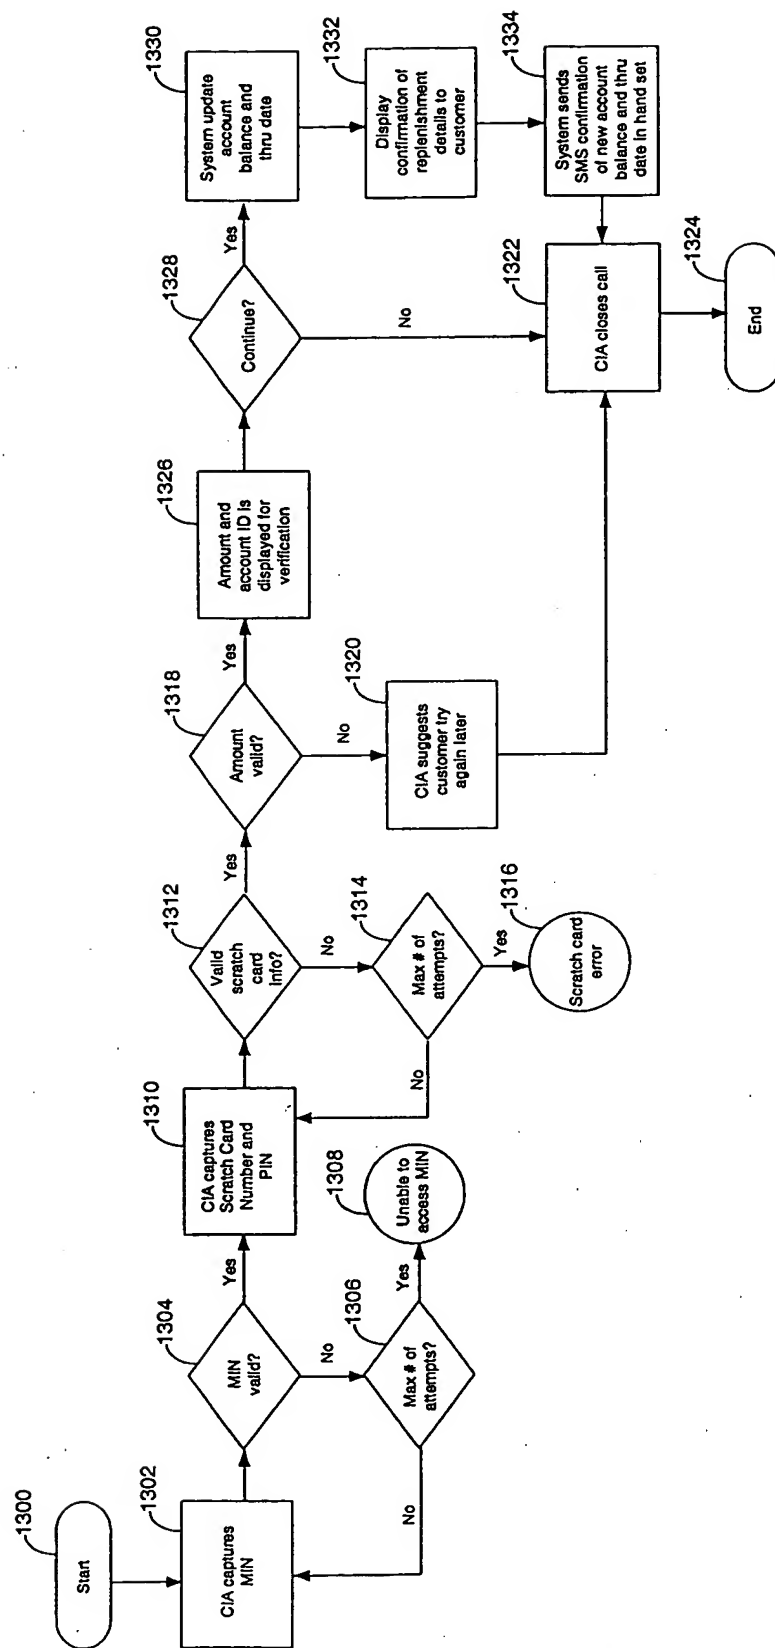 1300
Start
1302
CIA captures
MIN
1304
MIN
valid?
Yes
No
1306
Max # of
attempts?
No
Yes
1308
Unable to
access MIN
1310
CIA captures
Scratch Card
Number and
PIN
1312
Valid
scratch
card
info?
Yes
No
1314
Max # of
attempts?
No
Yes
1316
Scratch card
error
1318
Amount
valid?
Yes
No
1320
CIA suggests
customer try
again later
1326
Amount and
account ID is
displayed for
verification
1328
Continue?
Yes
No
1330
System update
account
balance and
thru date
1332
Display
confirmation of
replenishment
details to
customer
1334
System sends
SMS confirmation
of new account
balance and thru
date in hand set
1322
CIA closes call
1324
End